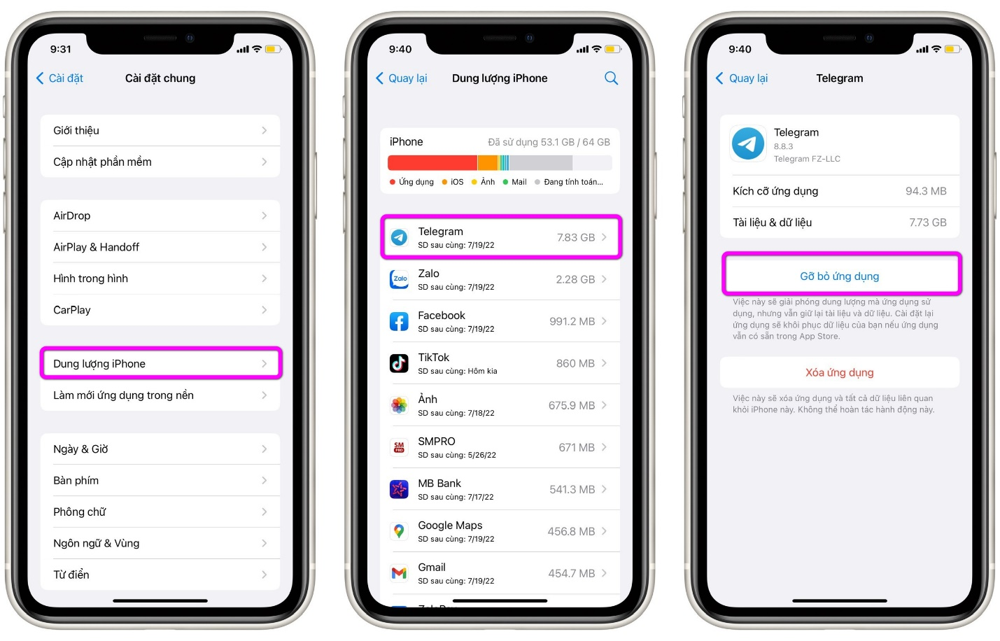 9:31
Cài đặt
Cài đặt chung
Giới thiệu
Cập nhật phần mềm
AirDrop
AirPlay & Handoff
Hình trong hình
CarPlay
Dung lượng iPhone
Làm mới ứng dụng trong nền
Ngày & Giờ
Bàn phím
Phông chữ
Ngôn ngữ & Vùng
Từ điển
9:40
Quay lại
Dung lượng iPhone
iPhone
Đã sử dụng 53.1 GB / 64 GB
Ứng dụng iOS Ảnh Mail Đang tính toán...
Telegram
SD sau cùng: 7/19/22
7.83 GB
Zalo
Zalo
SD sau cùng: 7/19/22
2.28 GB
Facebook
SD sau cùng: 7/19/22
991.2 MB
TikTok
SD sau cùng: Hôm kia
860 MB
Ảnh
SD sau cùng: 7/18/22
675.9 MB
SM
PRO
SMPRO
SD sau cùng: 5/26/22
671 MB
MB Bank
SD sau cùng: 7/17/22
541.3 MB
Google Maps
SD sau cùng: 7/19/22
456.8 MB
Gmail
SD sau cùng: 7/19/22
454.7 MB
9:40
Quay lại
Telegram
Telegram
8.8.3
Telegram FZ-LLC
Kích cỡ ứng dụng
94.3 MB
Tài liệu & dữ liệu
7.73 GB
Gỡ bỏ ứng dụng
Việc này sẽ giải phóng dung lượng mà ứng dụng sử
dụng, nhưng vẫn giữ lại tài liệu và dữ liệu. Cài đặt lại
ứng dụng sẽ khôi phục dữ liệu của bạn nếu ứng dụng
vẫn có sẵn trong App Store.
Xóa ứng dụng
Việc này sẽ xóa ứng dụng và tất cả dữ liệu liên quan
khỏi iPhone này. Không thể hoàn tác hành động này.